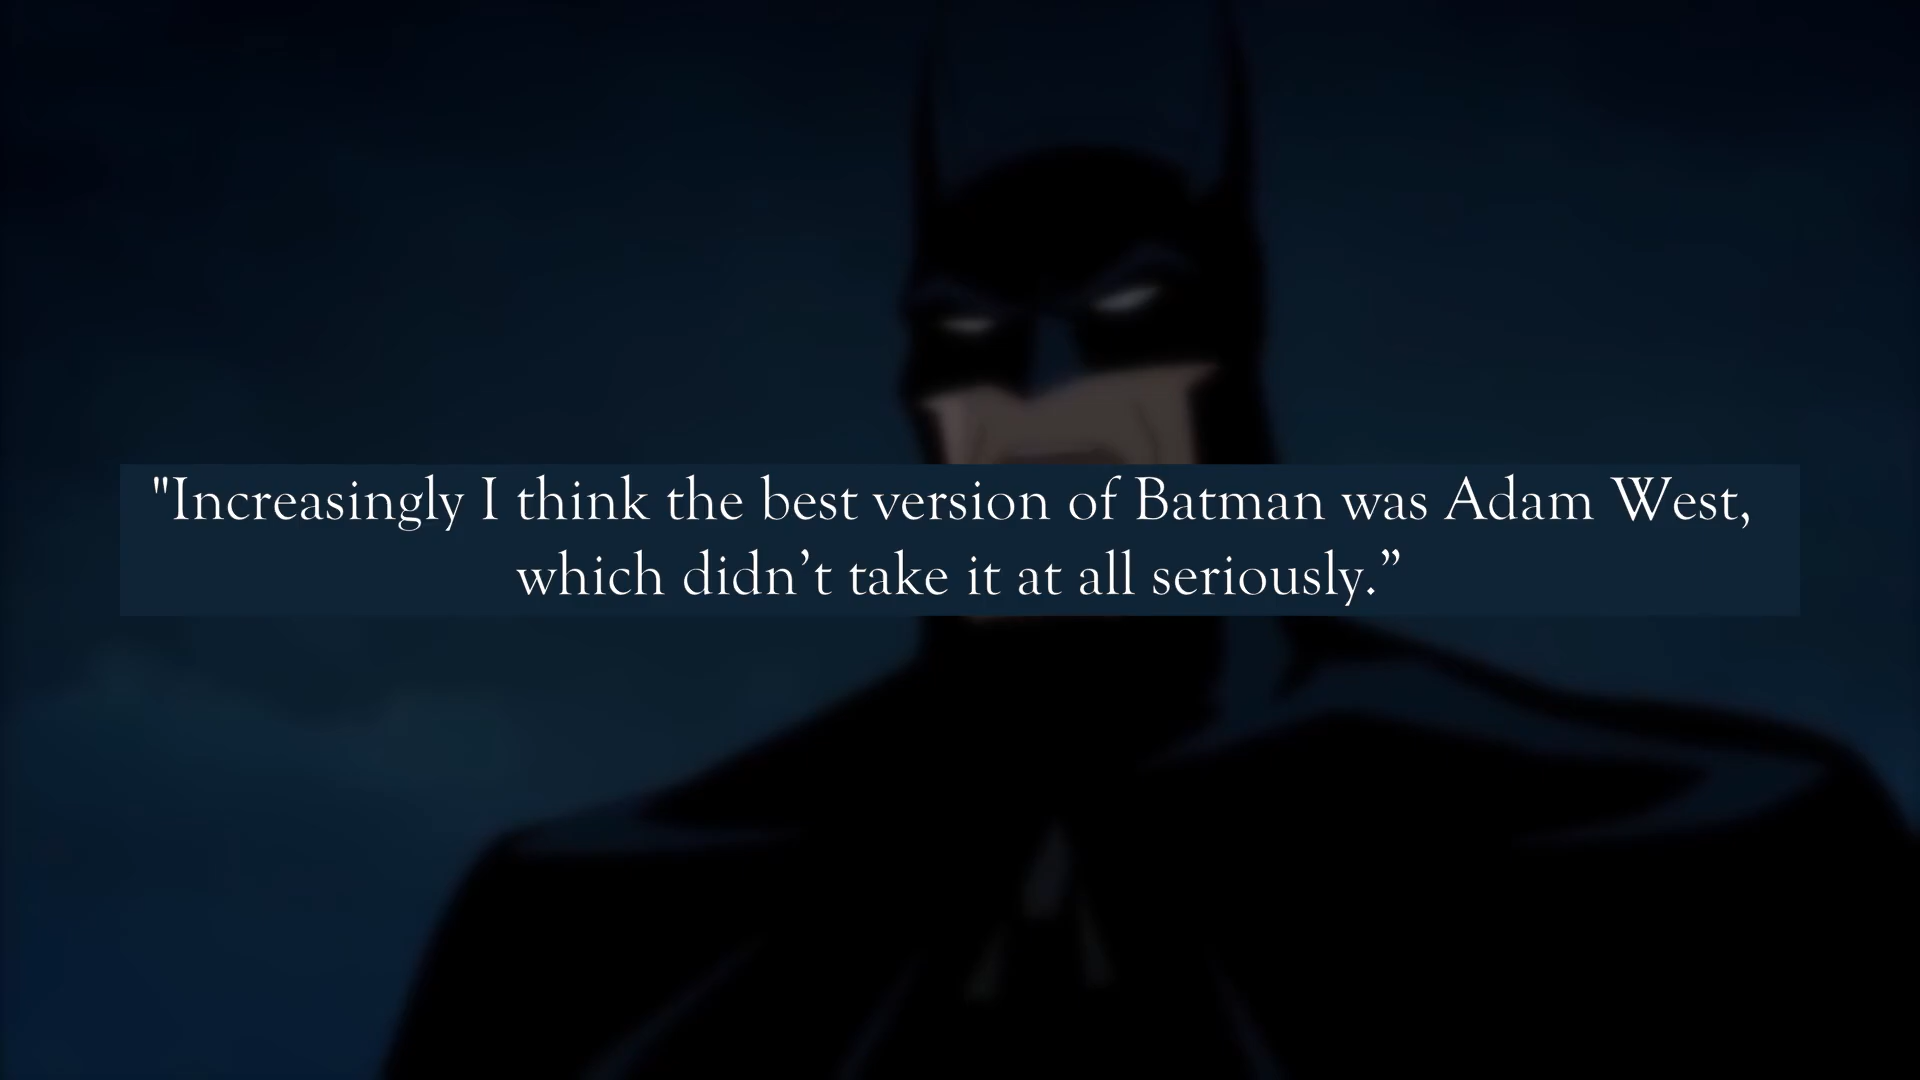 "Increasingly I think the best version of Batman was Adam West,
which didn’t take it at all seriously.”